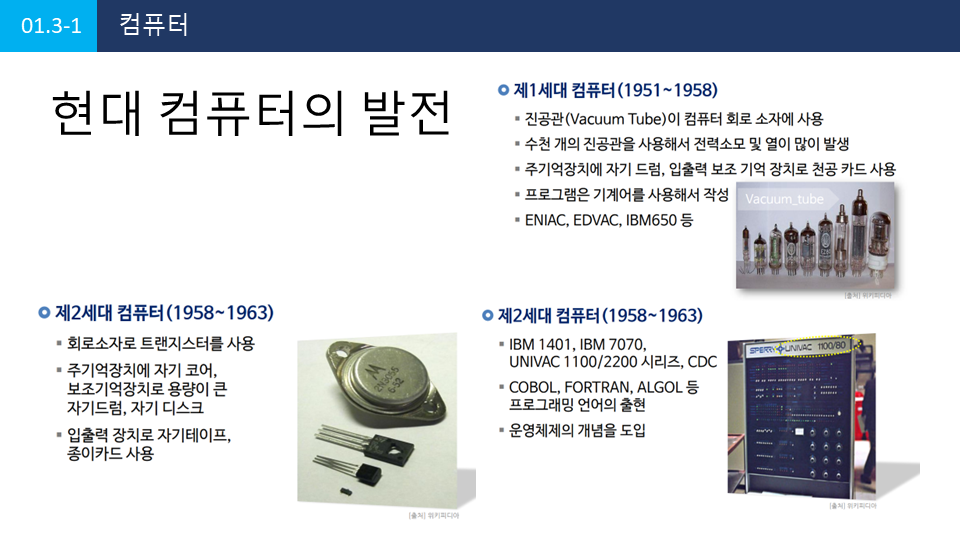 01.3-1 컴퓨터
현대 컴퓨터의 발전
제1세대 컴퓨터(1951~1958)
진공관(Vacuum Tube)이 컴퓨터 회로 소자에 사용
수천 개의 진공관을 사용해서 전력소모 및 열이 많이 발생
주기억장치에 자기 드럼, 입출력 보조 기억 장치로 천공 카드 사용
프로그램은 기계어를 사용해서 작성
ENIAC, EDVAC, IBM650 등
Vacuum_tube
[출처] 위키피디아
제2세대 컴퓨터(1958~1963)
회로소자로 트랜지스터를 사용
주기억장치에 자기 코어,
보조기억장치로 용량이 큰
자기드럼, 자기 디스크
입출력 장치로 자기테이프,
종이카드 사용
[출처] 위키피디아
제2세대 컴퓨터(1958~1963)
IBM 1401, IBM 7070,
UNIVAC 1100/2200 시리즈, CDC
COBOL, FORTRAN, ALGOL 등
프로그래밍 언어의 출현
운영체제의 개념을 도입
SPERRY UNIVAC 1100/80
[출처] 위키피디아